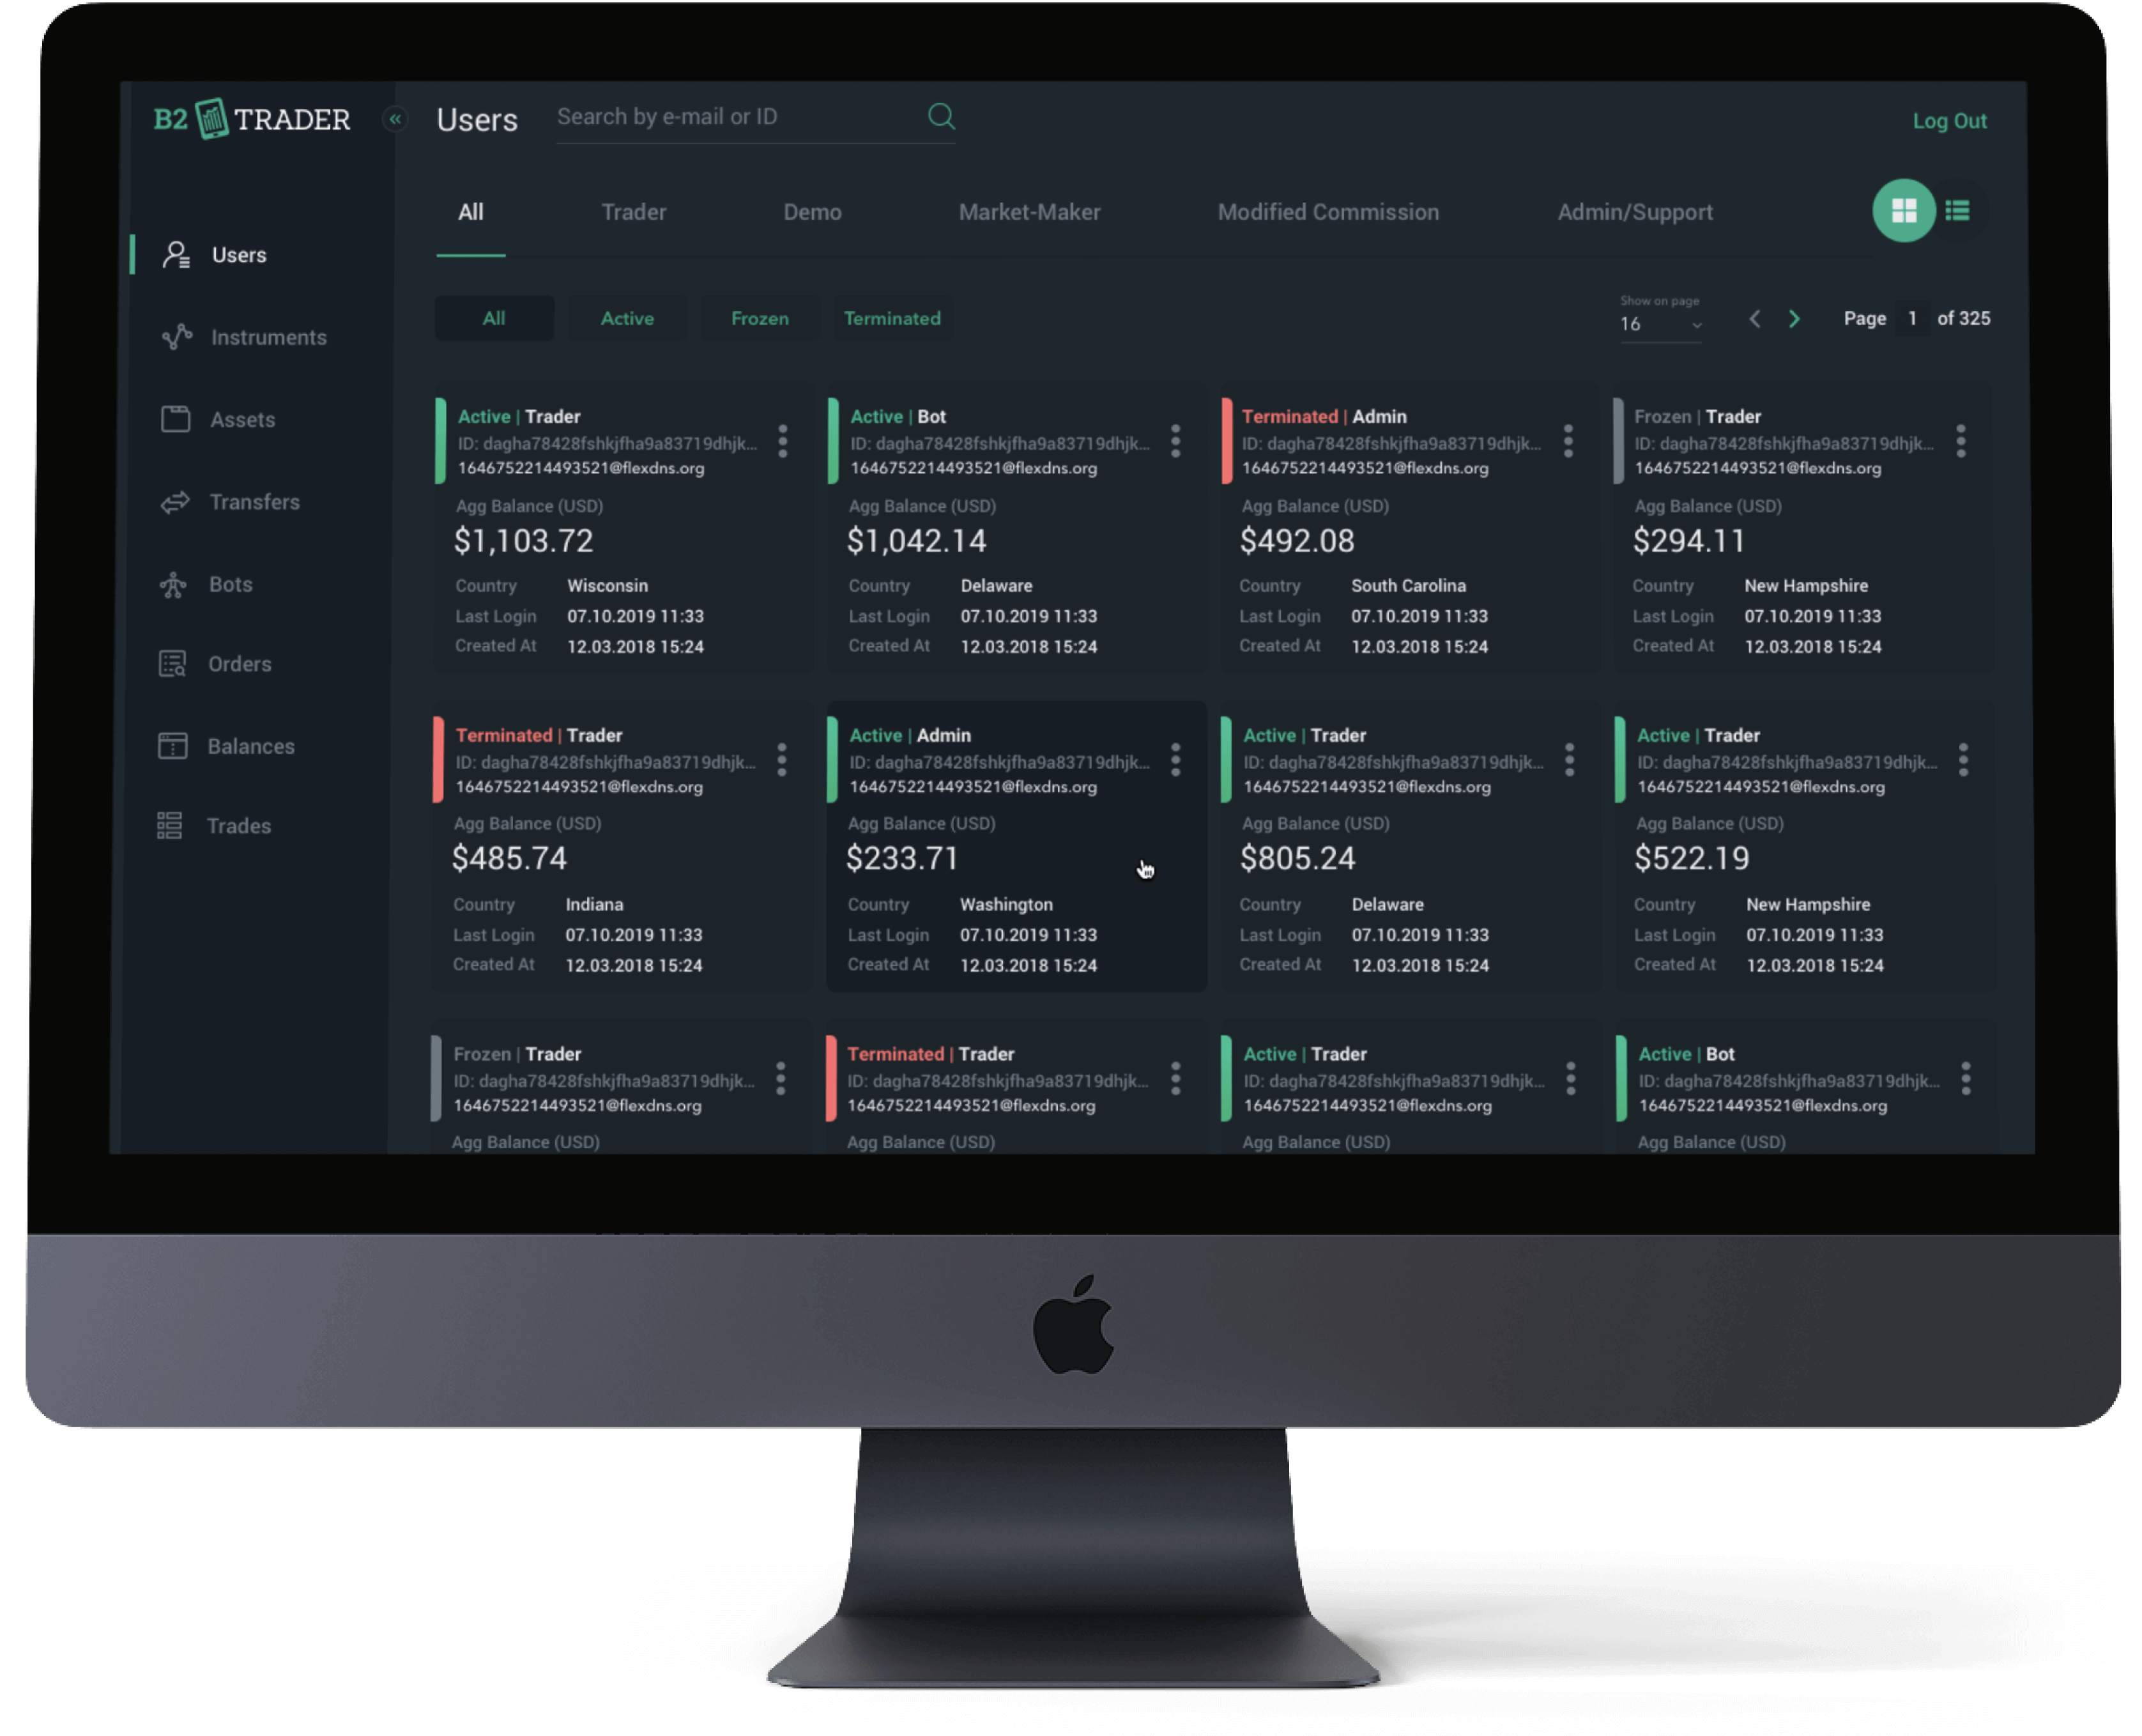 B2 TRADER
« Users Search by e-mail or ID Log Out
All Trader Demo Market-Maker Modified Commission Admin/Support
Users
Instruments
Assets
Transfers
Bots
Orders
Balances
Trades
All Active Frozen Terminated
Show on page
16
Page 1 of 325
Active | Trader
ID: dagha78428fshkjfha9a83719dhjk...
1646752214493521@flexdns.org
Agg Balance (USD)
$1,103.72
Country Wisconsin
Last Login 07.10.2019 11:33
Created At 12.03.2018 15:24
Active | Bot
ID: dagha78428fshkjfha9a83719dhjk...
1646752214493521@flexdns.org
Agg Balance (USD)
$1,042.14
Country Delaware
Last Login 07.10.2019 11:33
Created At 12.03.2018 15:24
Terminated | Admin
ID: dagha78428fshkjfha9a83719dhjk...
1646752214493521@flexdns.org
Agg Balance (USD)
$492.08
Country South Carolina
Last Login 07.10.2019 11:33
Created At 12.03.2018 15:24
Frozen | Trader
ID: dagha78428fshkjfha9a83719dhjk...
1646752214493521@flexdns.org
Agg Balance (USD)
$294.11
Country New Hampshire
Last Login 07.10.2019 11:33
Created At 12.03.2018 15:24
Terminated | Trader
ID: dagha78428fshkjfha9a83719dhjk...
1646752214493521@flexdns.org
Agg Balance (USD)
$485.74
Country Indiana
Last Login 07.10.2019 11:33
Created At 12.03.2018 15:24
Active | Admin
ID: dagha78428fshkjfha9a83719dhjk...
1646752214493521@flexdns.org
Agg Balance (USD)
$233.71
Country Washington
Last Login 07.10.2019 11:33
Created At 12.03.2018 15:24
Active | Trader
ID: dagha78428fshkjfha9a83719dhjk...
1646752214493521@flexdns.org
Agg Balance (USD)
$805.24
Country Delaware
Last Login 07.10.2019 11:33
Created At 12.03.2018 15:24
Active | Trader
ID: dagha78428fshkjfha9a83719dhjk...
1646752214493521@flexdns.org
Agg Balance (USD)
$522.19
Country New Hampshire
Last Login 07.10.2019 11:33
Created At 12.03.2018 15:24
Frozen | Trader
ID: dagha78428fshkjfha9a83719dhjk...
1646752214493521@flexdns.org
Agg Balance (USD)
Terminated | Trader
ID: dagha78428fshkjfha9a83719dhjk...
1646752214493521@flexdns.org
Agg Balance (USD)
Active | Trader
ID: dagha78428fshkjfha9a83719dhjk...
1646752214493521@flexdns.org
Agg Balance (USD)
Active | Bot
ID: dagha78428fshkjfha9a83719dhjk...
1646752214493521@flexdns.org
Agg Balance (USD)